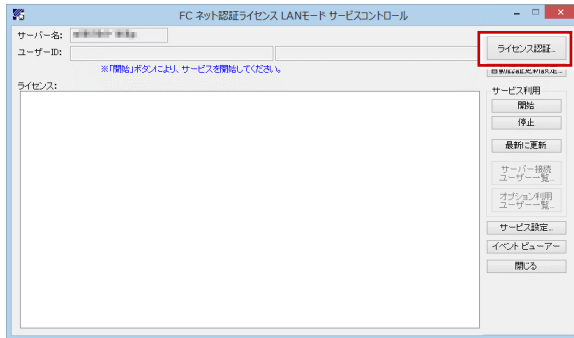 FC ネット認証ライセンス LANモード サービスコントロール
サーバー名:
ユーザーID:
※「開始」ボタンにより、サービスを開始してください。
ライセンス:
ライセンス認証...
サービス利用
開始
停止
最新に更新
サーバー接続
ユーザー一覧...
オプション利用
ユーザー一覧...
サービス設定...
イベント ビューアー
閉じる